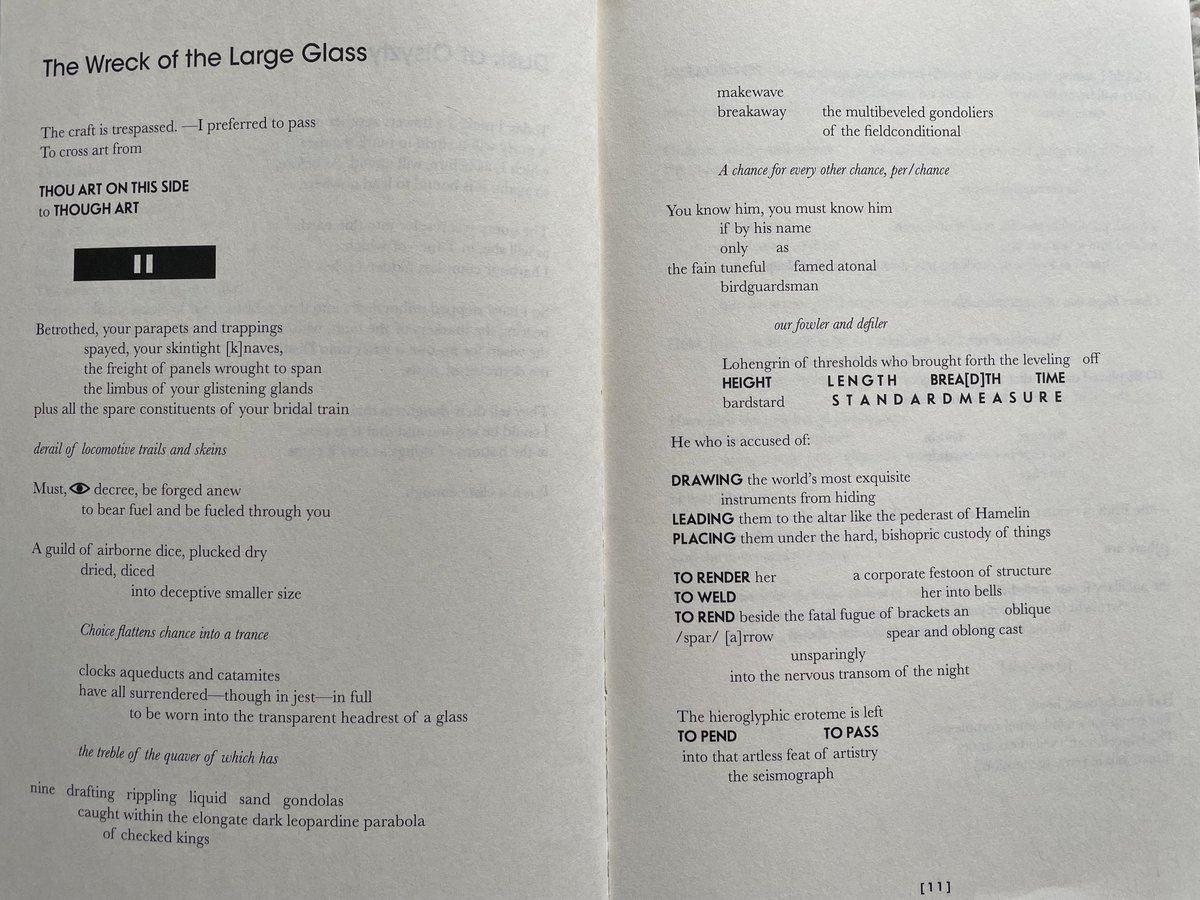 The Wreck of the Large Glass
The craft is trespassed. —I preferred to pass
To cross art from
THOU ART ON THIS SIDE
to THOUGH ART
Betrothed, your parapets and trappings
spayed, your skintight [k]naves,
the freight of panels wrought to span
the limbus of your glistening glands
plus all the spare constituents of your bridal train
derail of locomotive trails and skeins
Must, decree, be forged anew
to bear fuel and be fueled through you
A guild of airborne dice, plucked dry
dried, diced
into deceptive smaller size
Choice flattens chance into a trance
clocks aqueducts and catamites
have all surrendered—though in jest—in full
to be worn into the transparent headrest of a glass
the treble of the quaver of which has
nine drafting rippling liquid sand gondolas
caught within the elongate dark leopardine parabola
of checked kings
makewave
breakaway the multibeveled gondoliers
of the fieldconditional
A chance for every other chance, per/chance
You know him, you must know him
if by his name
only as
the fain tuneful famed atonal
birdguardsman
our fowler and defiler
Lohengrin of thresholds who brought forth the leveling off
HEIGHT LENGTH BREA[D]TH TIME
bardstard STANDARDMEASURE
He who is accused of:
DRAWING the world's most exquisite
instruments from hiding
LEADING them to the altar like the pederast of Hamelin
PLACING them under the hard, bishopric custody of things
TO RENDER her a corporate festoon of structure
TO WELD her into bells
TO REND beside the fatal fugue of brackets an oblique
/spar/ [a]rrow spear and oblong cast
unsparingly
into the nervous transom of the night
The hieroglyphic eroteme is left
TO PEND TO PASS
into that artless feat of artistry
the seismograph
[11]